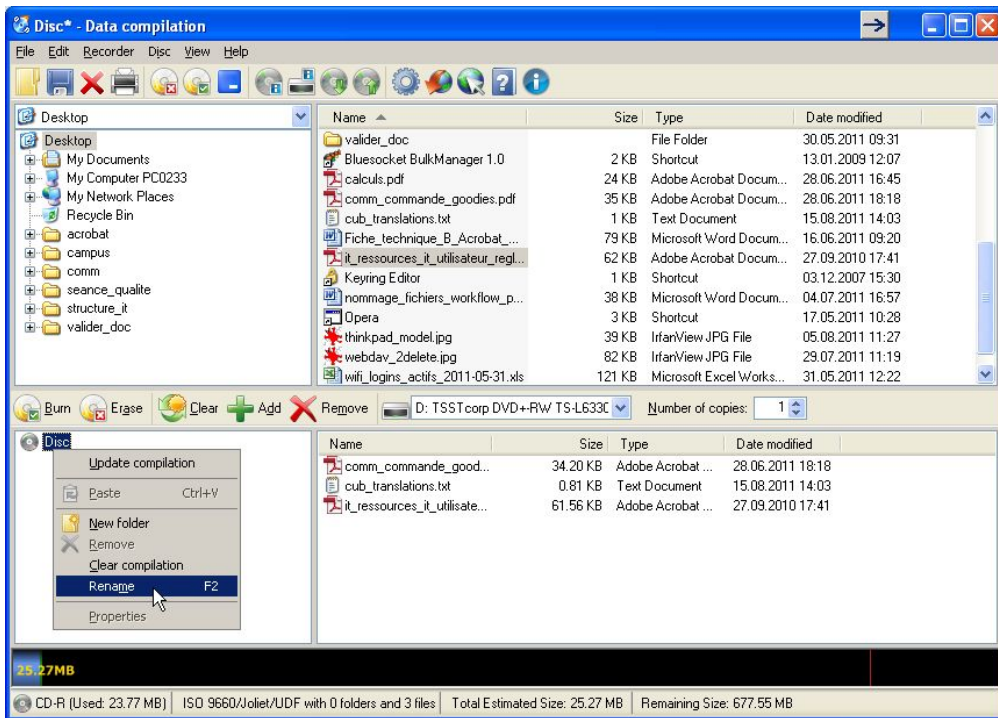 Disc* - Data compilation
File Edit Recorder Disc View Help
Desktop
Name Size Type Date modified
Desktop
My Documents
My Computer PC0233
My Network Places
Recycle Bin
acrobat
campus
comm
seance_qualite
structure_it
valider_doc
valider_doc File Folder 30.05.2011 09:31
Bluesocket BulkManager 1.0 2 KB Shortcut 13.01.2009 12:07
calculs.pdf 24 KB Adobe Acrobat Docum... 28.06.2011 16:45
comm_commande_goodies.pdf 35 KB Adobe Acrobat Docum... 28.06.2011 18:18
cub_translations.txt 1 KB Text Document 15.08.2011 14:03
Fiche_technique_B_Acrobat_... 79 KB Microsoft Word Docum... 16.06.2011 09:20
it_ressources_it_utilisateur_regl... 62 KB Adobe Acrobat Docum... 27.09.2010 17:41
Keyring Editor 1 KB Shortcut 03.12.2007 15:30
nommage_fichiers_workflow_p... 38 KB Microsoft Word Docum... 04.07.2011 16:57
Opera 3 KB Shortcut 17.05.2011 10:28
thinkpad_model.jpg 39 KB IrfanView JPG File 05.08.2011 11:27
webdav_2delete.jpg 82 KB IrfanView JPG File 29.07.2011 11:19
wifi_logins_actifs_2011-05-31.xls 121 KB Microsoft Excel Works... 31.05.2011 12:22
Burn Erase Clear Add Remove D: TSSTcorp DVD+-RW TS-L633C Number of copies: 1
Disc
Update compilation
Paste Ctrl+V
New folder
Remove
Clear compilation
Rename F2
Properties
Name Size Type Date modified
comm_commande_good... 34.20 KB Adobe Acrobat ... 28.06.2011 18:18
cub_translations.txt 0.81 KB Text Document 15.08.2011 14:03
it_ressources_it_utilisate... 61.56 KB Adobe Acrobat ... 27.09.2010 17:41
25.27MB
CD-R (Used: 23.77 MB) ISO 9660/Joliet/UDF with 0 folders and 3 files Total Estimated Size: 25.27 MB Remaining Size: 677.55 MB